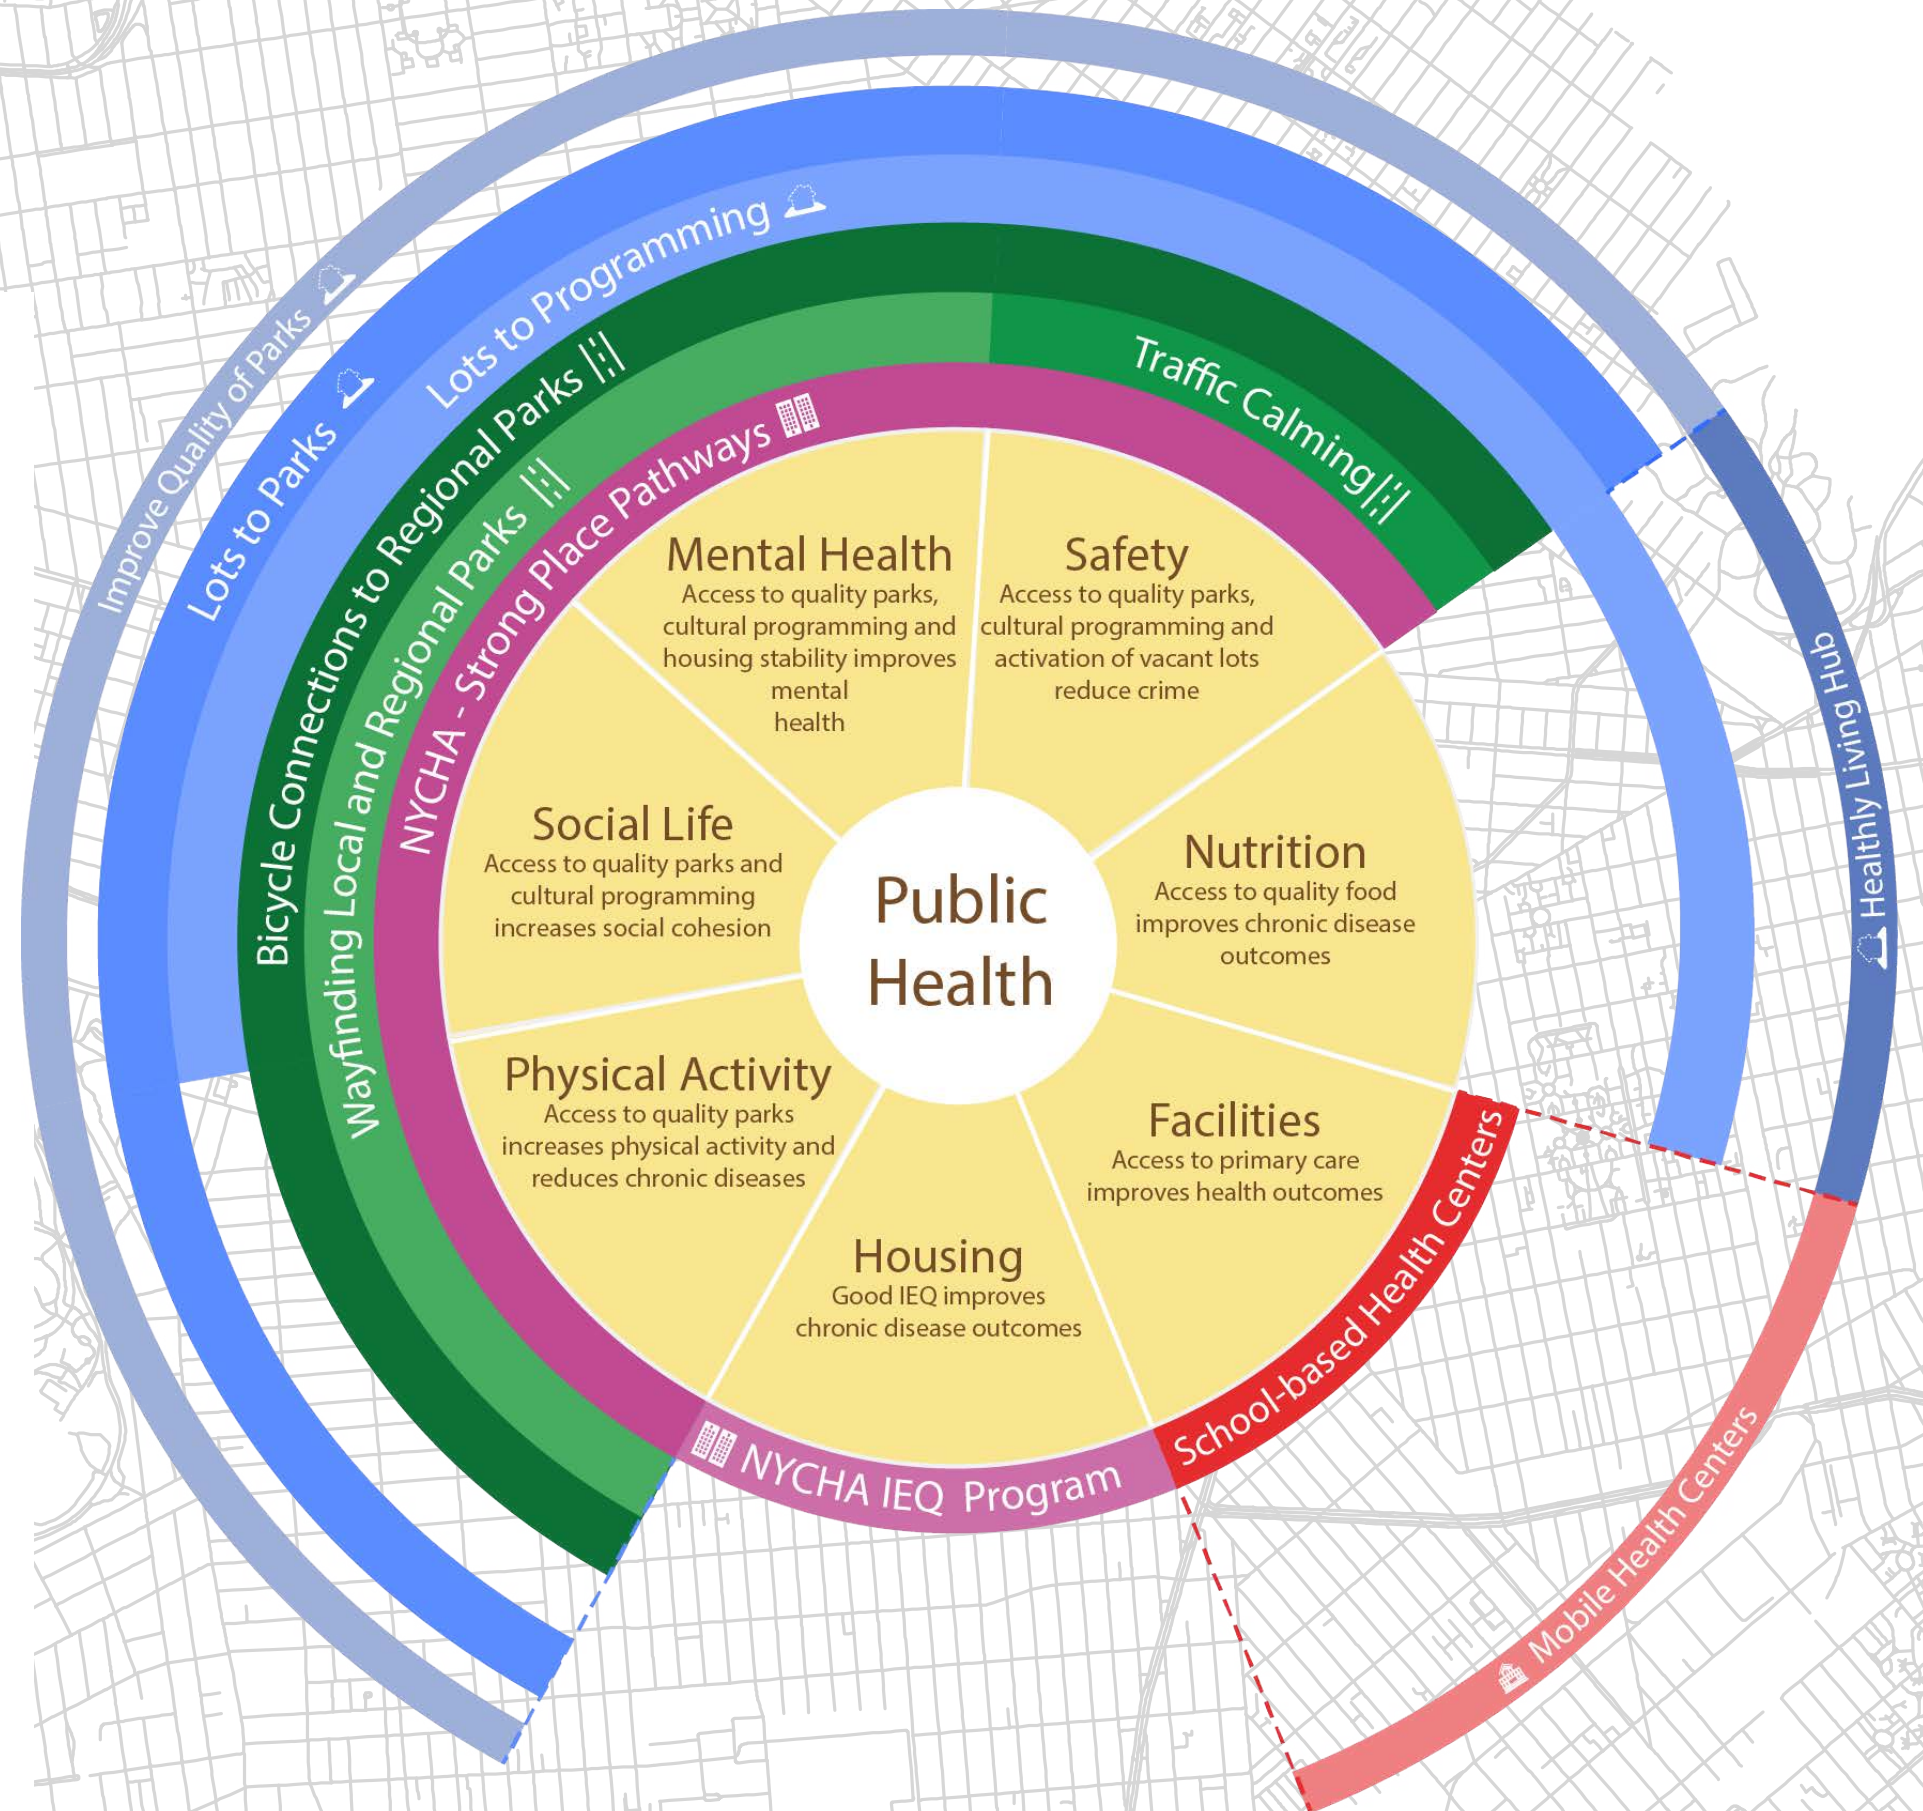 Improve Quality of Parks
Lots to Parks
Lots to Programming
Bicycle Connections to Regional Parks
Wayfinding Local and Regional Parks
NYCHA - Strong Place Pathways
Traffic Calming
Mental Health
Access to quality parks,
cultural programming and
housing stability improves
mental
health
Safety
Access to quality parks,
cultural programming and
activation of vacant lots
reduce crime
Social Life
Access to quality parks and
cultural programming
increases social cohesion
Public
Health
Nutrition
Access to quality food
improves chronic disease
outcomes
Healthly Living Hub
Physical Activity
Access to quality parks
increases physical activity and
reduces chronic diseases
Facilities
Access to primary care
improves health outcomes
Housing
Good IEQ improves
chronic disease outcomes
NYCHA IEQ Program
School-based Health Centers
Mobile Health Centers